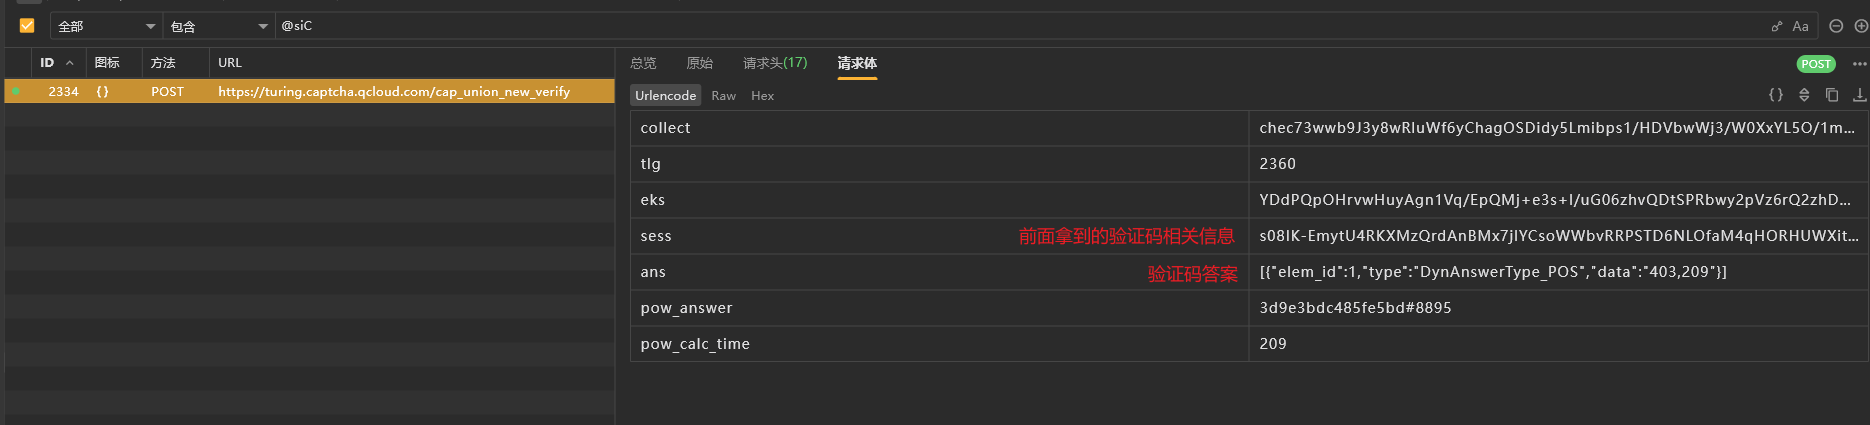 全部 包含 @siC Aa
ID 图标 方法 URL
2334 {} POST https://turing.captcha.qcloud.com/cap_union_new_verify
总览 原始 请求头(17) 请求体 POST
Urlencode Raw Hex {}
collect chec73wwb9J3y8wRluWf6yChagOSDidy5Lmibps1/HDVbwWj3/W0XxYL5O/1m...
tlg 2360
eks YDdPQpOHrvwHuyAgn1Vq/EpQMj+e3s+I/uG06zhvQDtSPRbwy2pVz6rQ2zhD...
sess 前面拿到的验证码相关信息 s08lK-EmytU4RKXMzQrdAnBMx7jlYCsoWWbvRRPSTD6NLOfaM4qHORHUWXit...
ans 验证码答案 [{"elem_id":1,"type":"DynAnswerType_POS","data":"403,209"}]
pow_answer 3d9e3bdc485fe5bd#8895
pow_calc_time 209